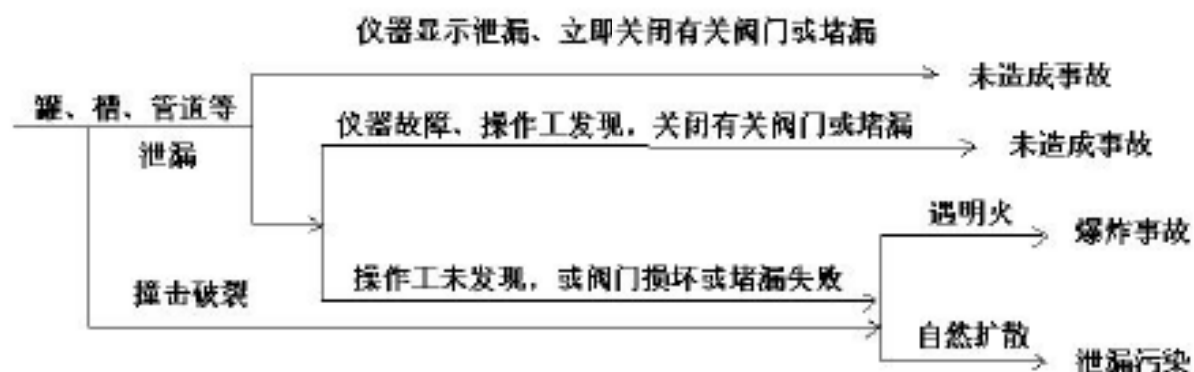 仪器显示泄漏、立即关闭有关阀门或堵漏
未造成事故
罐、槽、管道等
仪器故障、操作工发现，关闭有关阀门或堵漏
未造成事故
泄漏
遇明火
爆炸事故
操作工未发现，或阀门损坏或堵漏失败
撞击破裂
自然扩散
泄漏污染